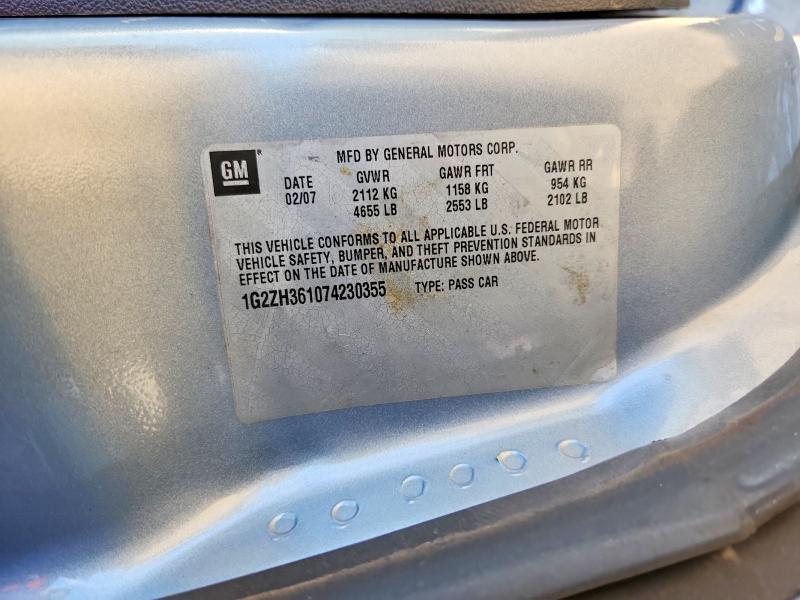 GM®
MFD BY GENERAL MOTORS CORP.
DATE GVWR GAWR FRT GAWR RR
02/07 2112 KG 1158 KG 954 KG
4655 LB 2553 LB 2102 LB
THIS VEHICLE CONFORMS TO ALL APPLICABLE U.S. FEDERAL MOTOR
VEHICLE SAFETY, BUMPER, AND THEFT PREVENTION STANDARDS IN
EFFECT ON THE DATE OF MANUFACTURE SHOWN ABOVE.
1G2ZH361074230355 TYPE: PASS CAR